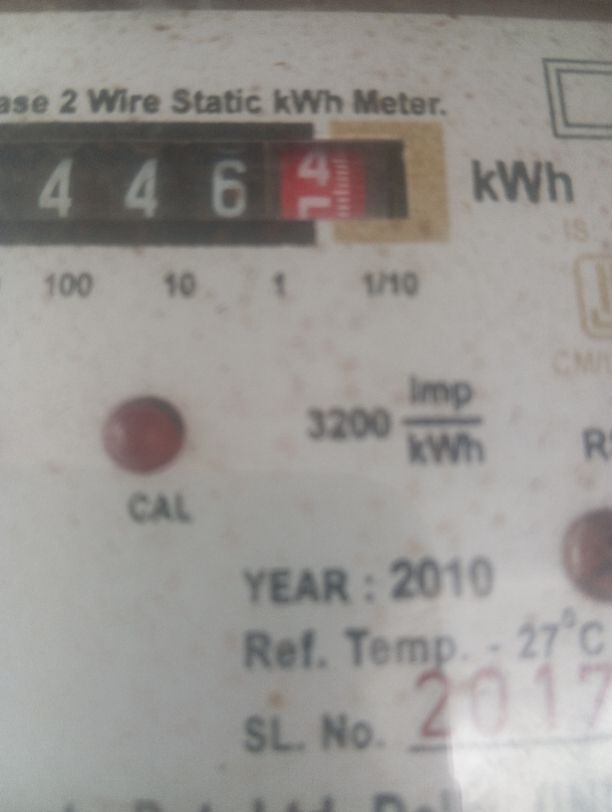 ase 2 Wire Static kWh Meter.
4 4 6 4 kWh
IS
100 10 1 1/10
3200 imp/kWh
CAL
YEAR : 2010
Ref. Temp. - 27°C
SL. No. 2017